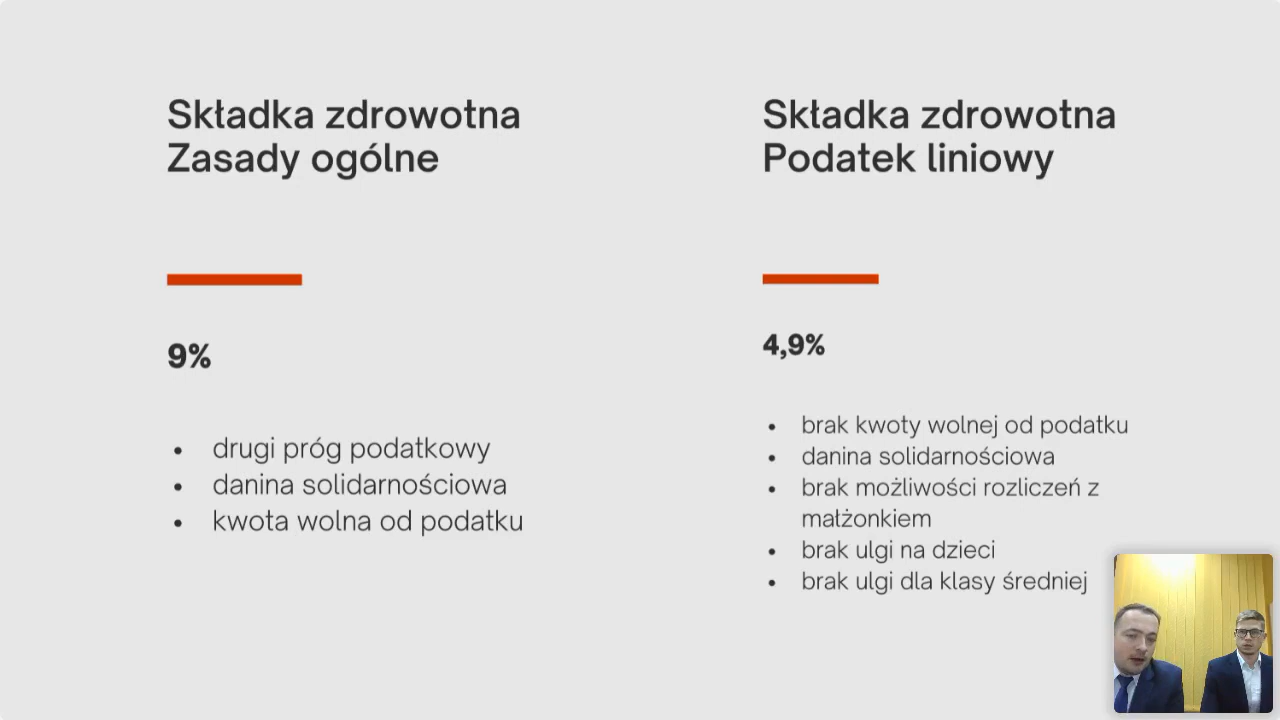 Składka zdrowotna
Zasady ogólne
9%
• drugi próg podatkowy
• danina solidarnościowa
• kwota wolna od podatku
Składka zdrowotna
Podatek liniowy
4,9%
• brak kwoty wolnej od podatku
• danina solidarnościowa
• brak możliwości rozliczeń z
małżonkiem
• brak ulgi na dzieci
• brak ulgi dla klasy średniej